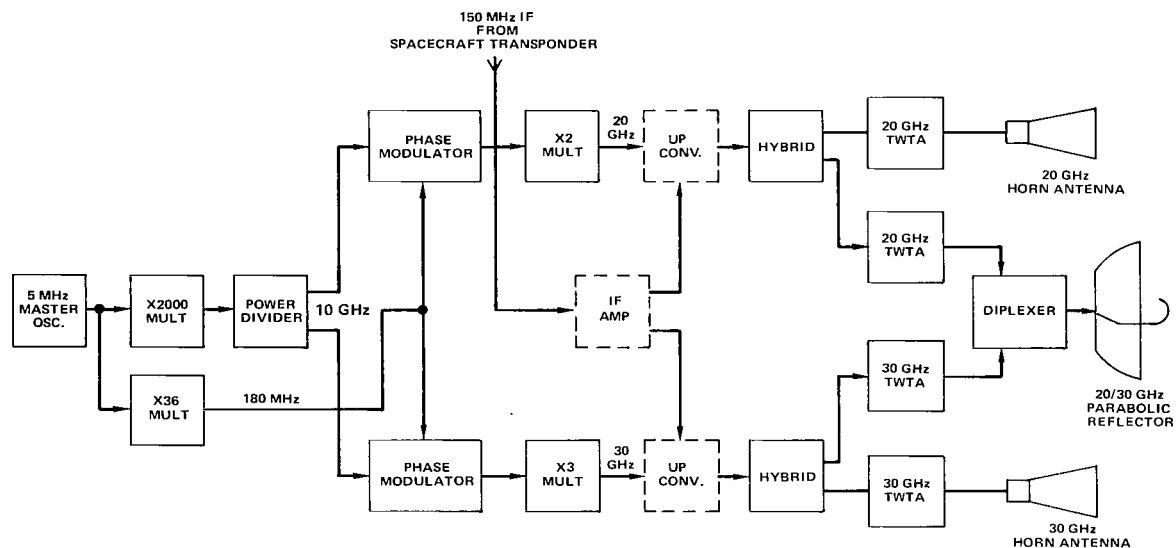 150 MHz IF
FROM
SPACECRAFT TRANSPONDER
PHASE
MODULATOR
X2
MULT
20
GHz
UP
CONV.
HYBRID
20 GHz
TWTA
20 GHz
HORN ANTENNA
20 GHz
TWTA
5 MHz
MASTER
OSC.
X2000
MULT
POWER
DIVIDER
10 GHz
IF
AMP
DIPLEXER
X36
MULT
180 MHz
30 GHz
TWTA
20/30 GHz
PARABOLIC
REFLECTOR
PHASE
MODULATOR
X3
MULT
30
GHz
UP
CONV.
HYBRID
30 GHz
TWTA
30 GHz
HORN ANTENNA